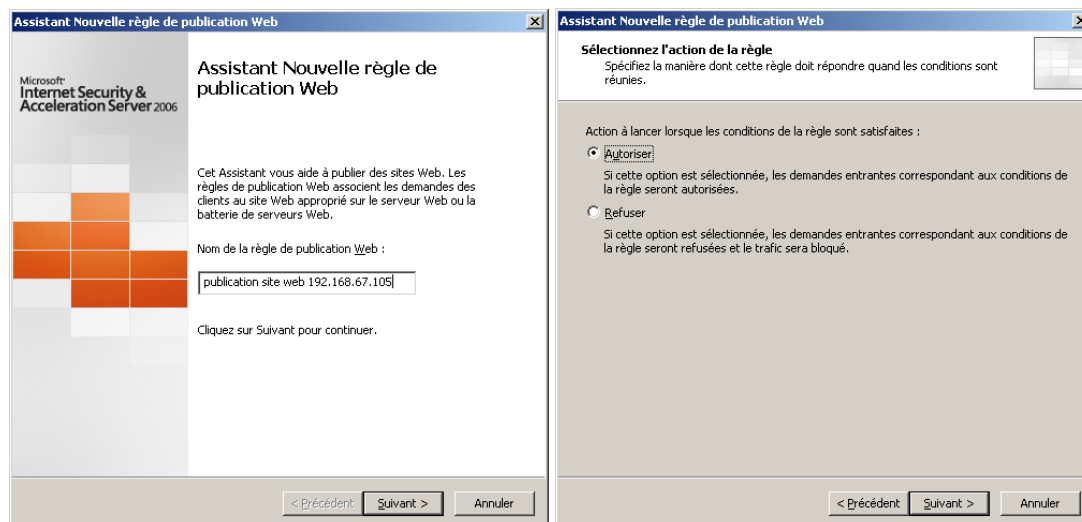 Assistant Nouvelle règle de publication Web
Microsoft
Internet Security &
Acceleration Server 2006
Assistant Nouvelle règle de
publication Web
Cet Assistant vous aide à publier des sites Web. Les
règles de publication Web associent les demandes des
clients au site Web approprié sur le serveur Web ou la
batterie de serveurs Web.
Nom de la règle de publication Web :
publication site web 192.168.67.105
Cliquez sur Suivant pour continuer.
< Précédent
Suivant >
Annuler
Assistant Nouvelle règle de publication Web
Sélectionnez l'action de la règle
Spécifiez la manière dont cette règle doit répondre quand les conditions sont
réunies.
Action à lancer lorsque les conditions de la règle sont satisfaites :
Autoriser
Si cette option est sélectionnée, les demandes entrantes correspondant aux conditions de
la règle seront autorisées.
Refuser
Si cette option est sélectionnée, les demandes entrantes correspondant aux conditions de
la règle seront refusées et le trafic sera bloqué.
< Précédent
Suivant >
Annuler